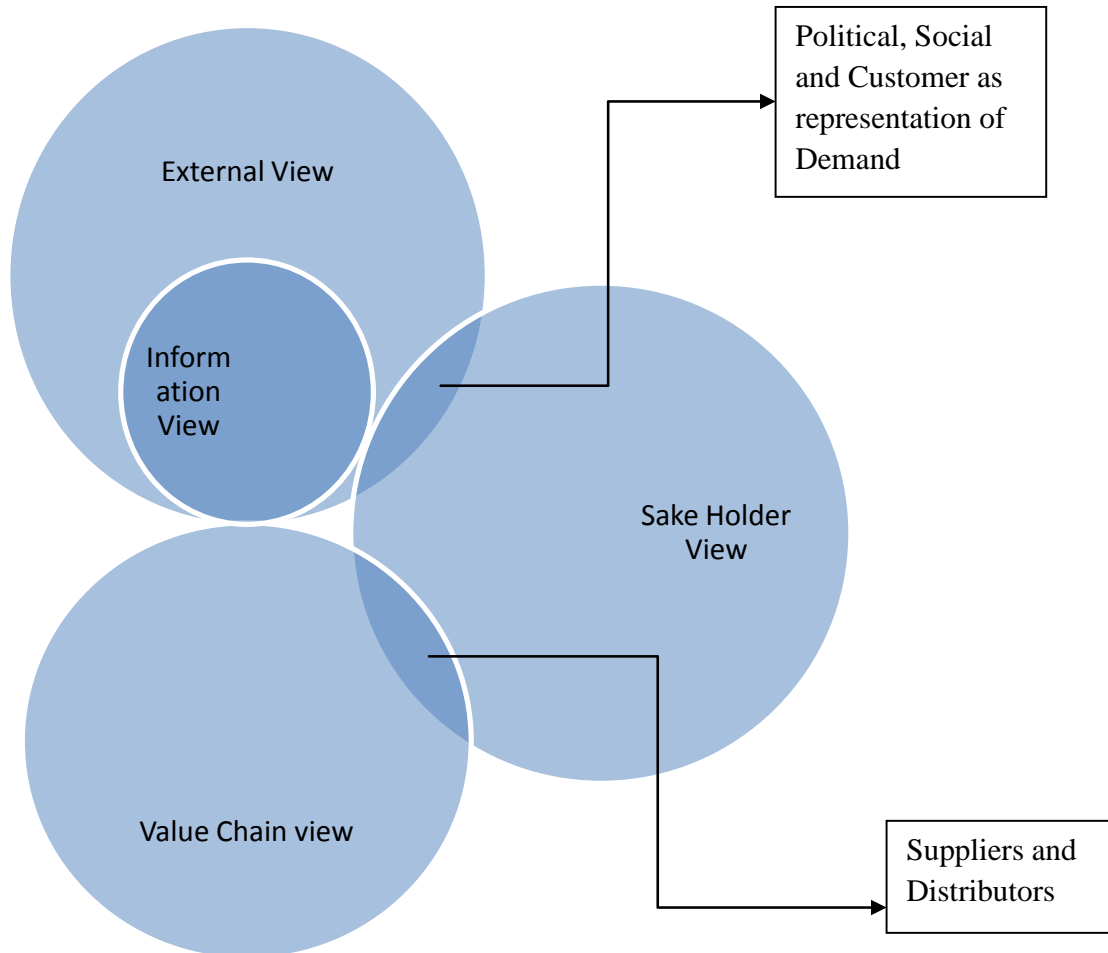 Political, Social
and Customer as
representation of
Demand
External View
Inform
ation
View
Sake Holder
View
Value Chain view
Suppliers and
Distributors